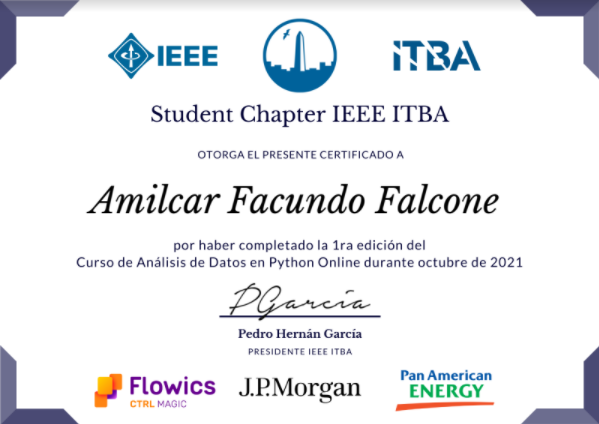 IEEE
ITBA
Student Chapter IEEE ITBA
OTORGA EL PRESENTE CERTIFICADO A
Amilcar Facundo Falcone
por haber completado la 1ra edición del
Curso de Análisis de Datos en Python Online durante octubre de 2021
PGarcía
Pedro Hernán García
PRESIDENTE IEEE ITBA
Flowics
CTRL MAGIC
J.P.Morgan
Pan American
ENERGY